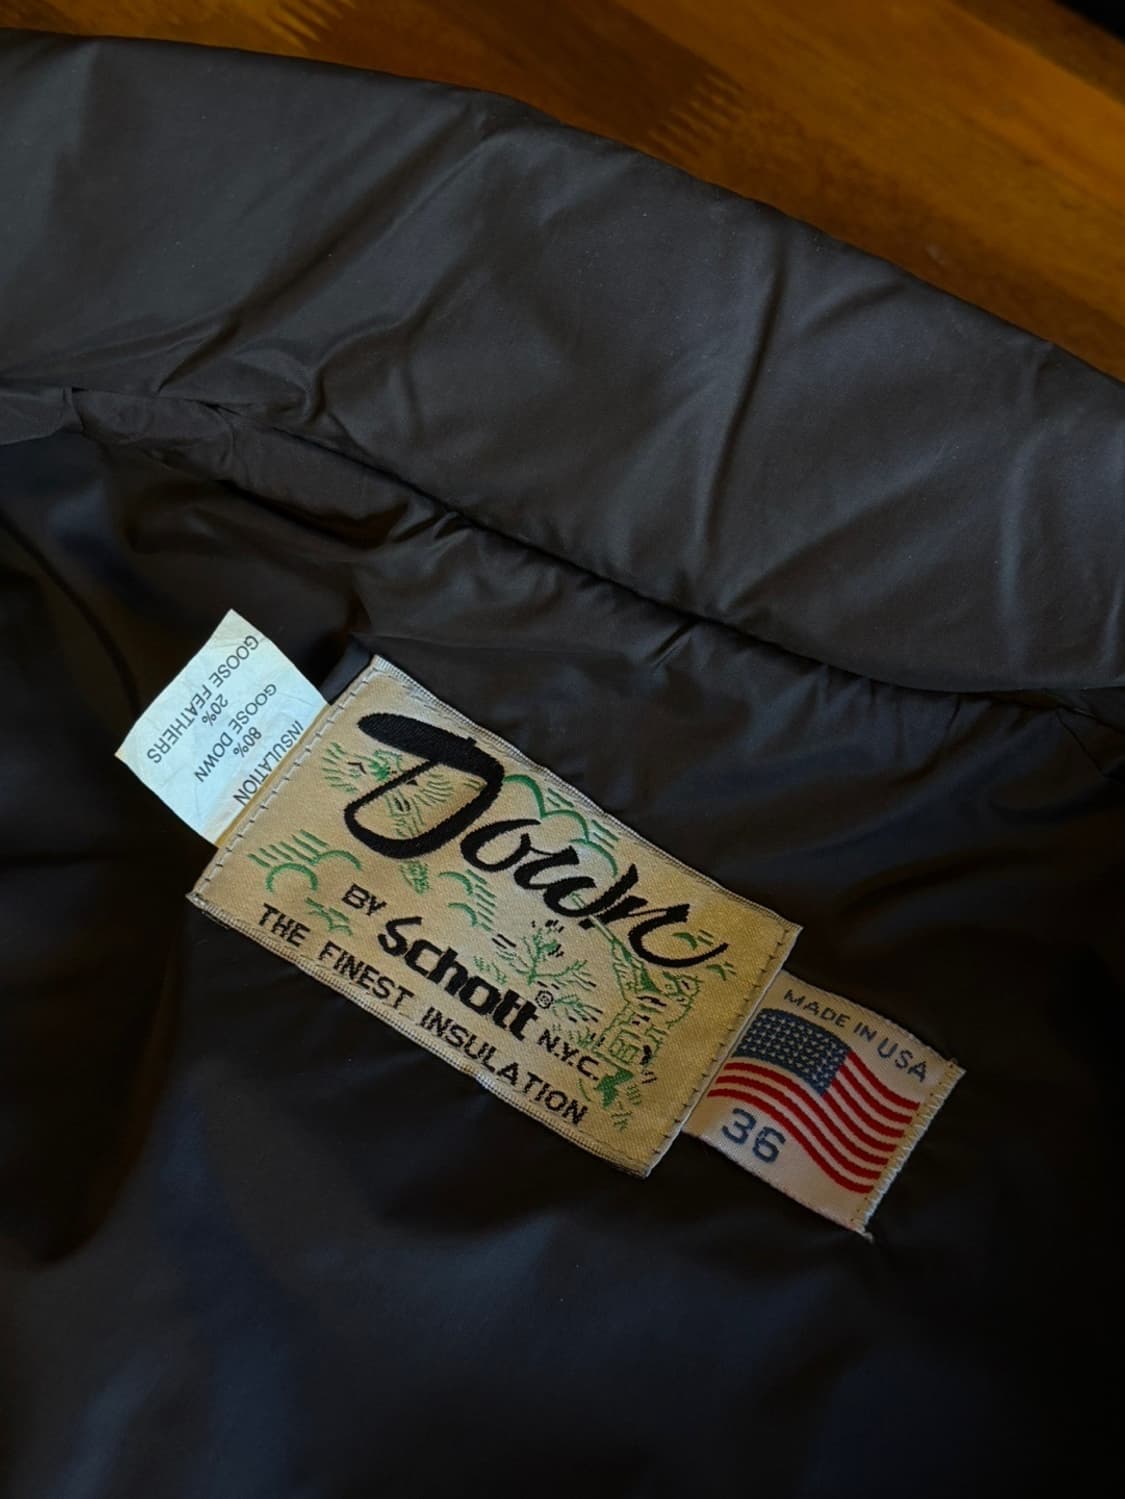 INSULATION
80%
GOOSE DOWN
20%
GOOSE FEATHERS
Down
BY Schott® N.Y.C.
THE FINEST INSULATION
MADE IN USA
36